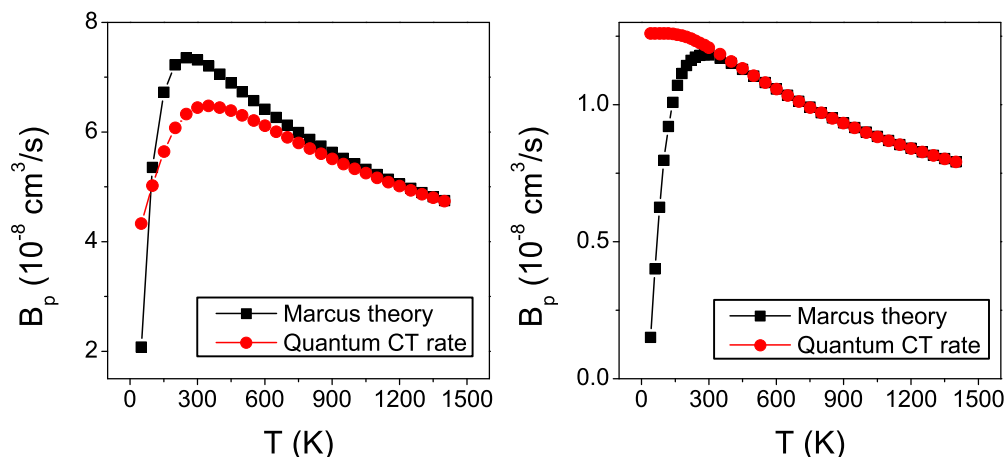 8
6
4
2
B_p (10^-8 cm^3/s)
Marcus theory
Quantum CT rate
0 300 600 900 1200 1500
T (K)
1.0
0.5
0.0
B_p (10^-8 cm^3/s)
Marcus theory
Quantum CT rate
0 300 600 900 1200 1500
T (K)